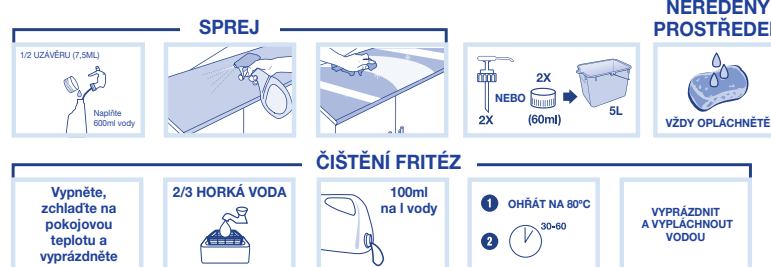 SPREJ
NEŘEDĚNÝ
1/2 UZÁVĚRU (7,5ML)
Naplňte
600ml vody
2X
NEBO
2X
(60ml)
5L
VŽDY
ČIŠTĚNÍ FRITÉZ
Vypněte,
zchlaďte na
pokojovou
teplotu a
vyprázdněte
2/3 HORKÁ VODA
100ml
na l vody
1 OHŘÁT NA 80°C
2 30-60
VYPRÁZDNIT
A VYPLÁCHNOUT
VODOU